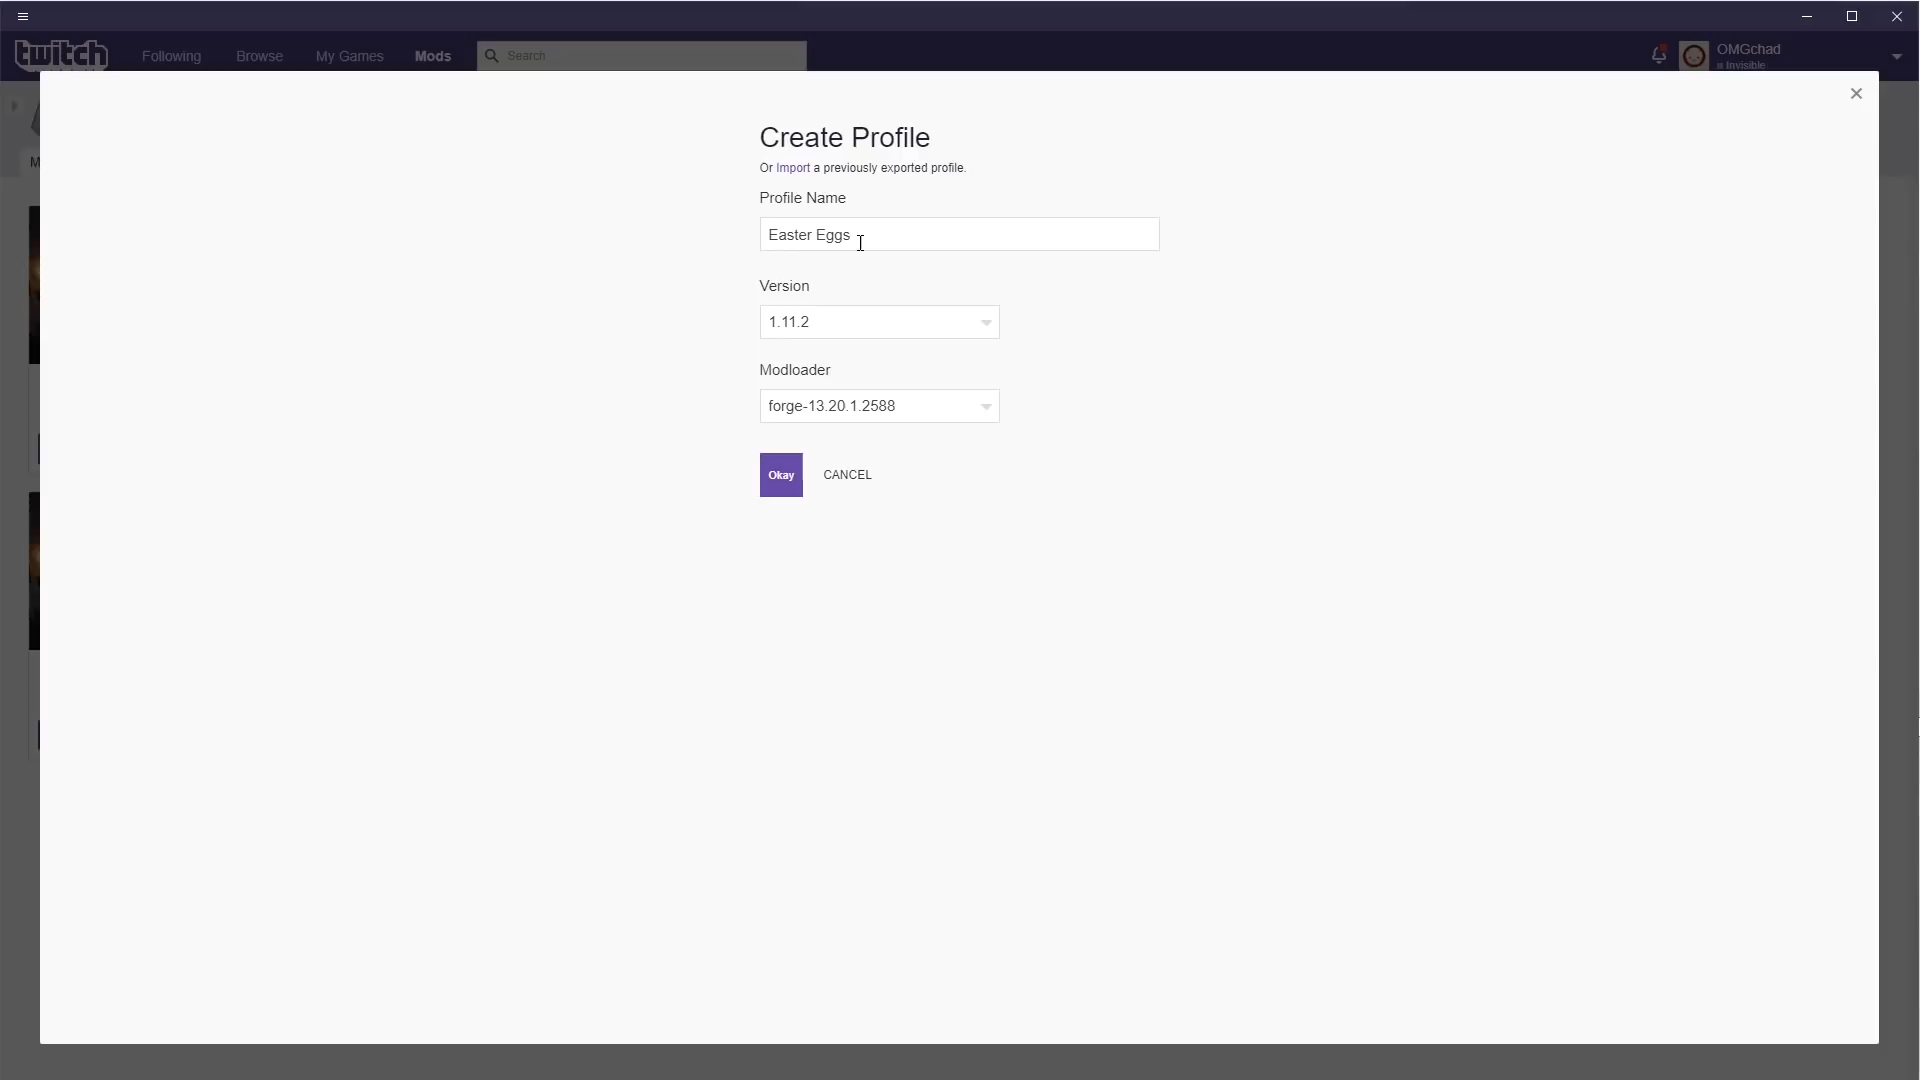 twitch
Following
Browse
My Games
Mods
Search
OMGchad
Invisible
M
Create Profile
Or Import a previously exported profile.
Profile Name
Easter Eggs
Version
1.11.2
Modloader
forge-13.20.1.2588
Okay
CANCEL